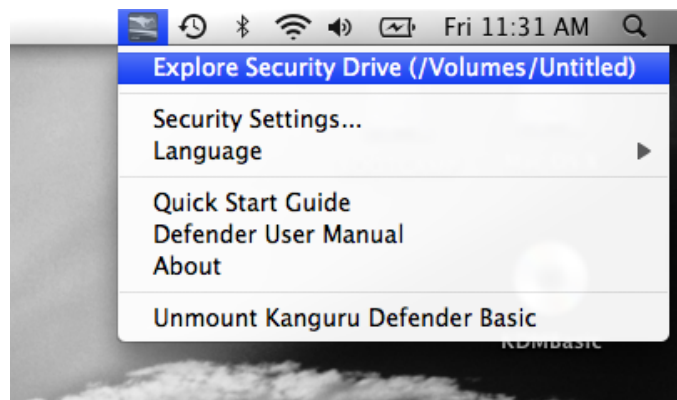 Fri 11:31 AM
Explore Security Drive (/Volumes/Untitled)
Security Settings...
Language
Quick Start Guide
Defender User Manual
About
Unmount Kanguru Defender Basic
KDMBasic